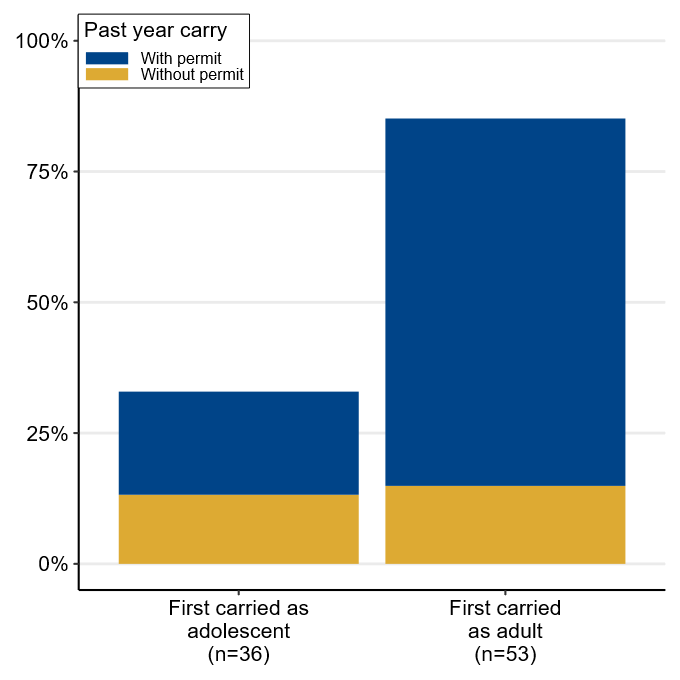 Past year carry
With permit
Without permit
100%
75%
50%
25%
0%
First carried as
adolescent
(n=36)
First carried
as adult
(n=53)